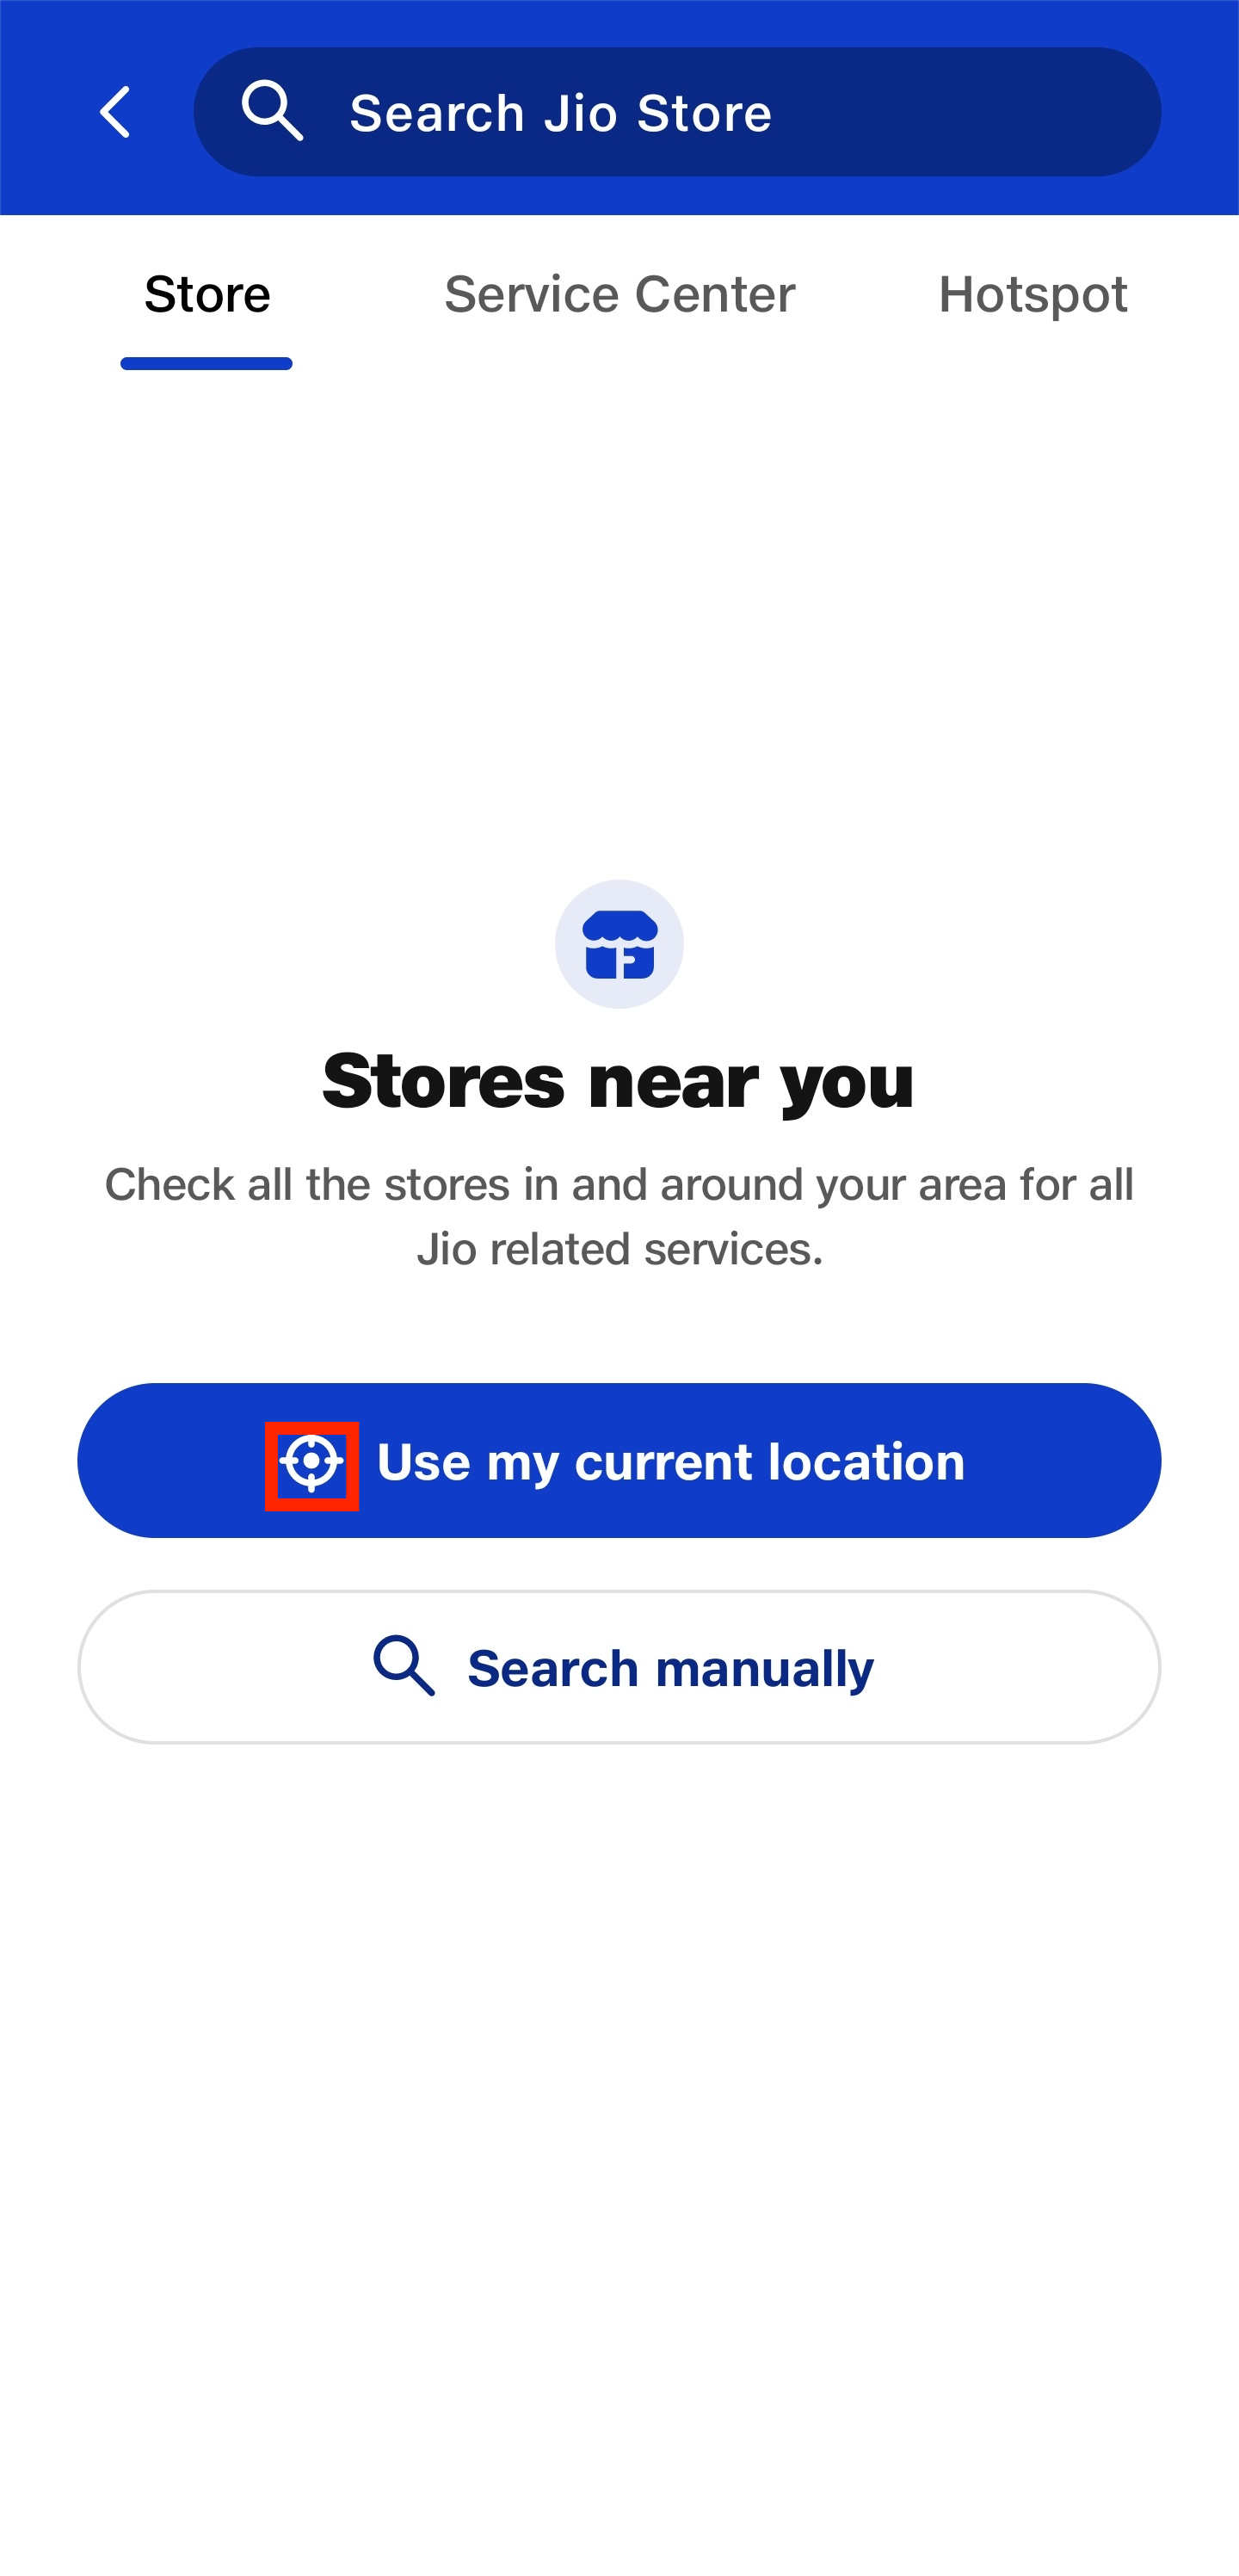 Search Jio Store
Store
Service Center
Hotspot
Stores near you
Check all the stores in and around your area for all
Jio related services.
Use my current location
Search manually